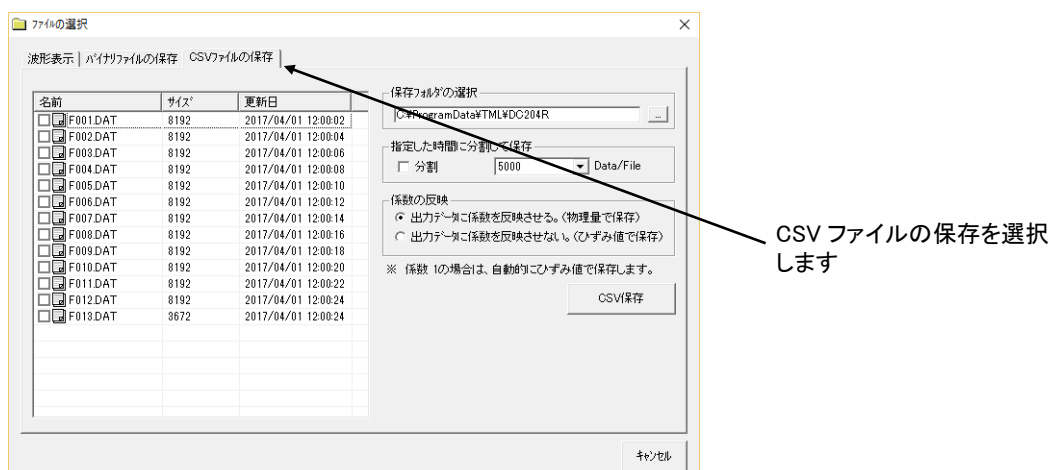 ファイルの選択
波形表示 バイナリファイルの保存 CSVファイルの保存
名前 サイズ 更新日
F001.DAT 8192 2017/04/01 12:00:02
F002.DAT 8192 2017/04/01 12:00:04
F003.DAT 8192 2017/04/01 12:00:06
F004.DAT 8192 2017/04/01 12:00:08
F005.DAT 8192 2017/04/01 12:00:10
F006.DAT 8192 2017/04/01 12:00:12
F007.DAT 8192 2017/04/01 12:00:14
F008.DAT 8192 2017/04/01 12:00:16
F009.DAT 8192 2017/04/01 12:00:18
F010.DAT 8192 2017/04/01 12:00:20
F011.DAT 8192 2017/04/01 12:00:22
F012.DAT 8192 2017/04/01 12:00:24
F013.DAT 3672 2017/04/01 12:00:24
保存フォルダの選択
C:¥ProgramData¥TML¥DC204R ...
指定した時間に分割して保存
分割 5000 Data/File
係数の反映
出力データに係数を反映させる。(物理量で保存)
出力データに係数を反映させない。(ひずみ値で保存)
※ 係数 1の場合は、自動的にひずみ値で保存します。
CSV保存
キャンセル
CSV ファイルの保存を選択
します